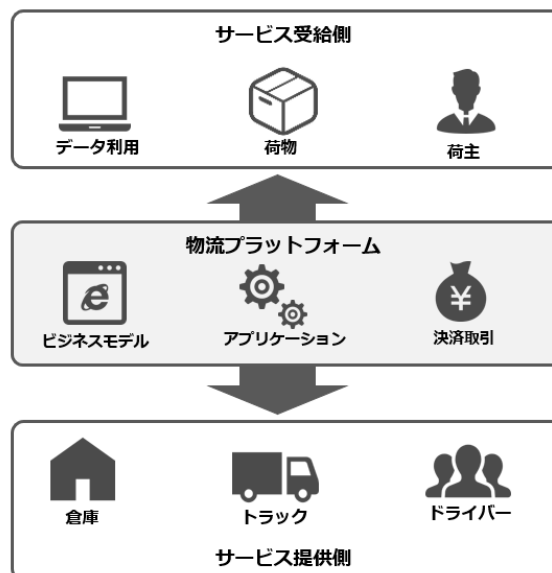 サービス受給側
データ利用
荷物
荷主
物流プラットフォーム
e
¥
ビジネスモデル
アプリケーション
決済取引
倉庫
トラック
ドライバー
サービス提供側